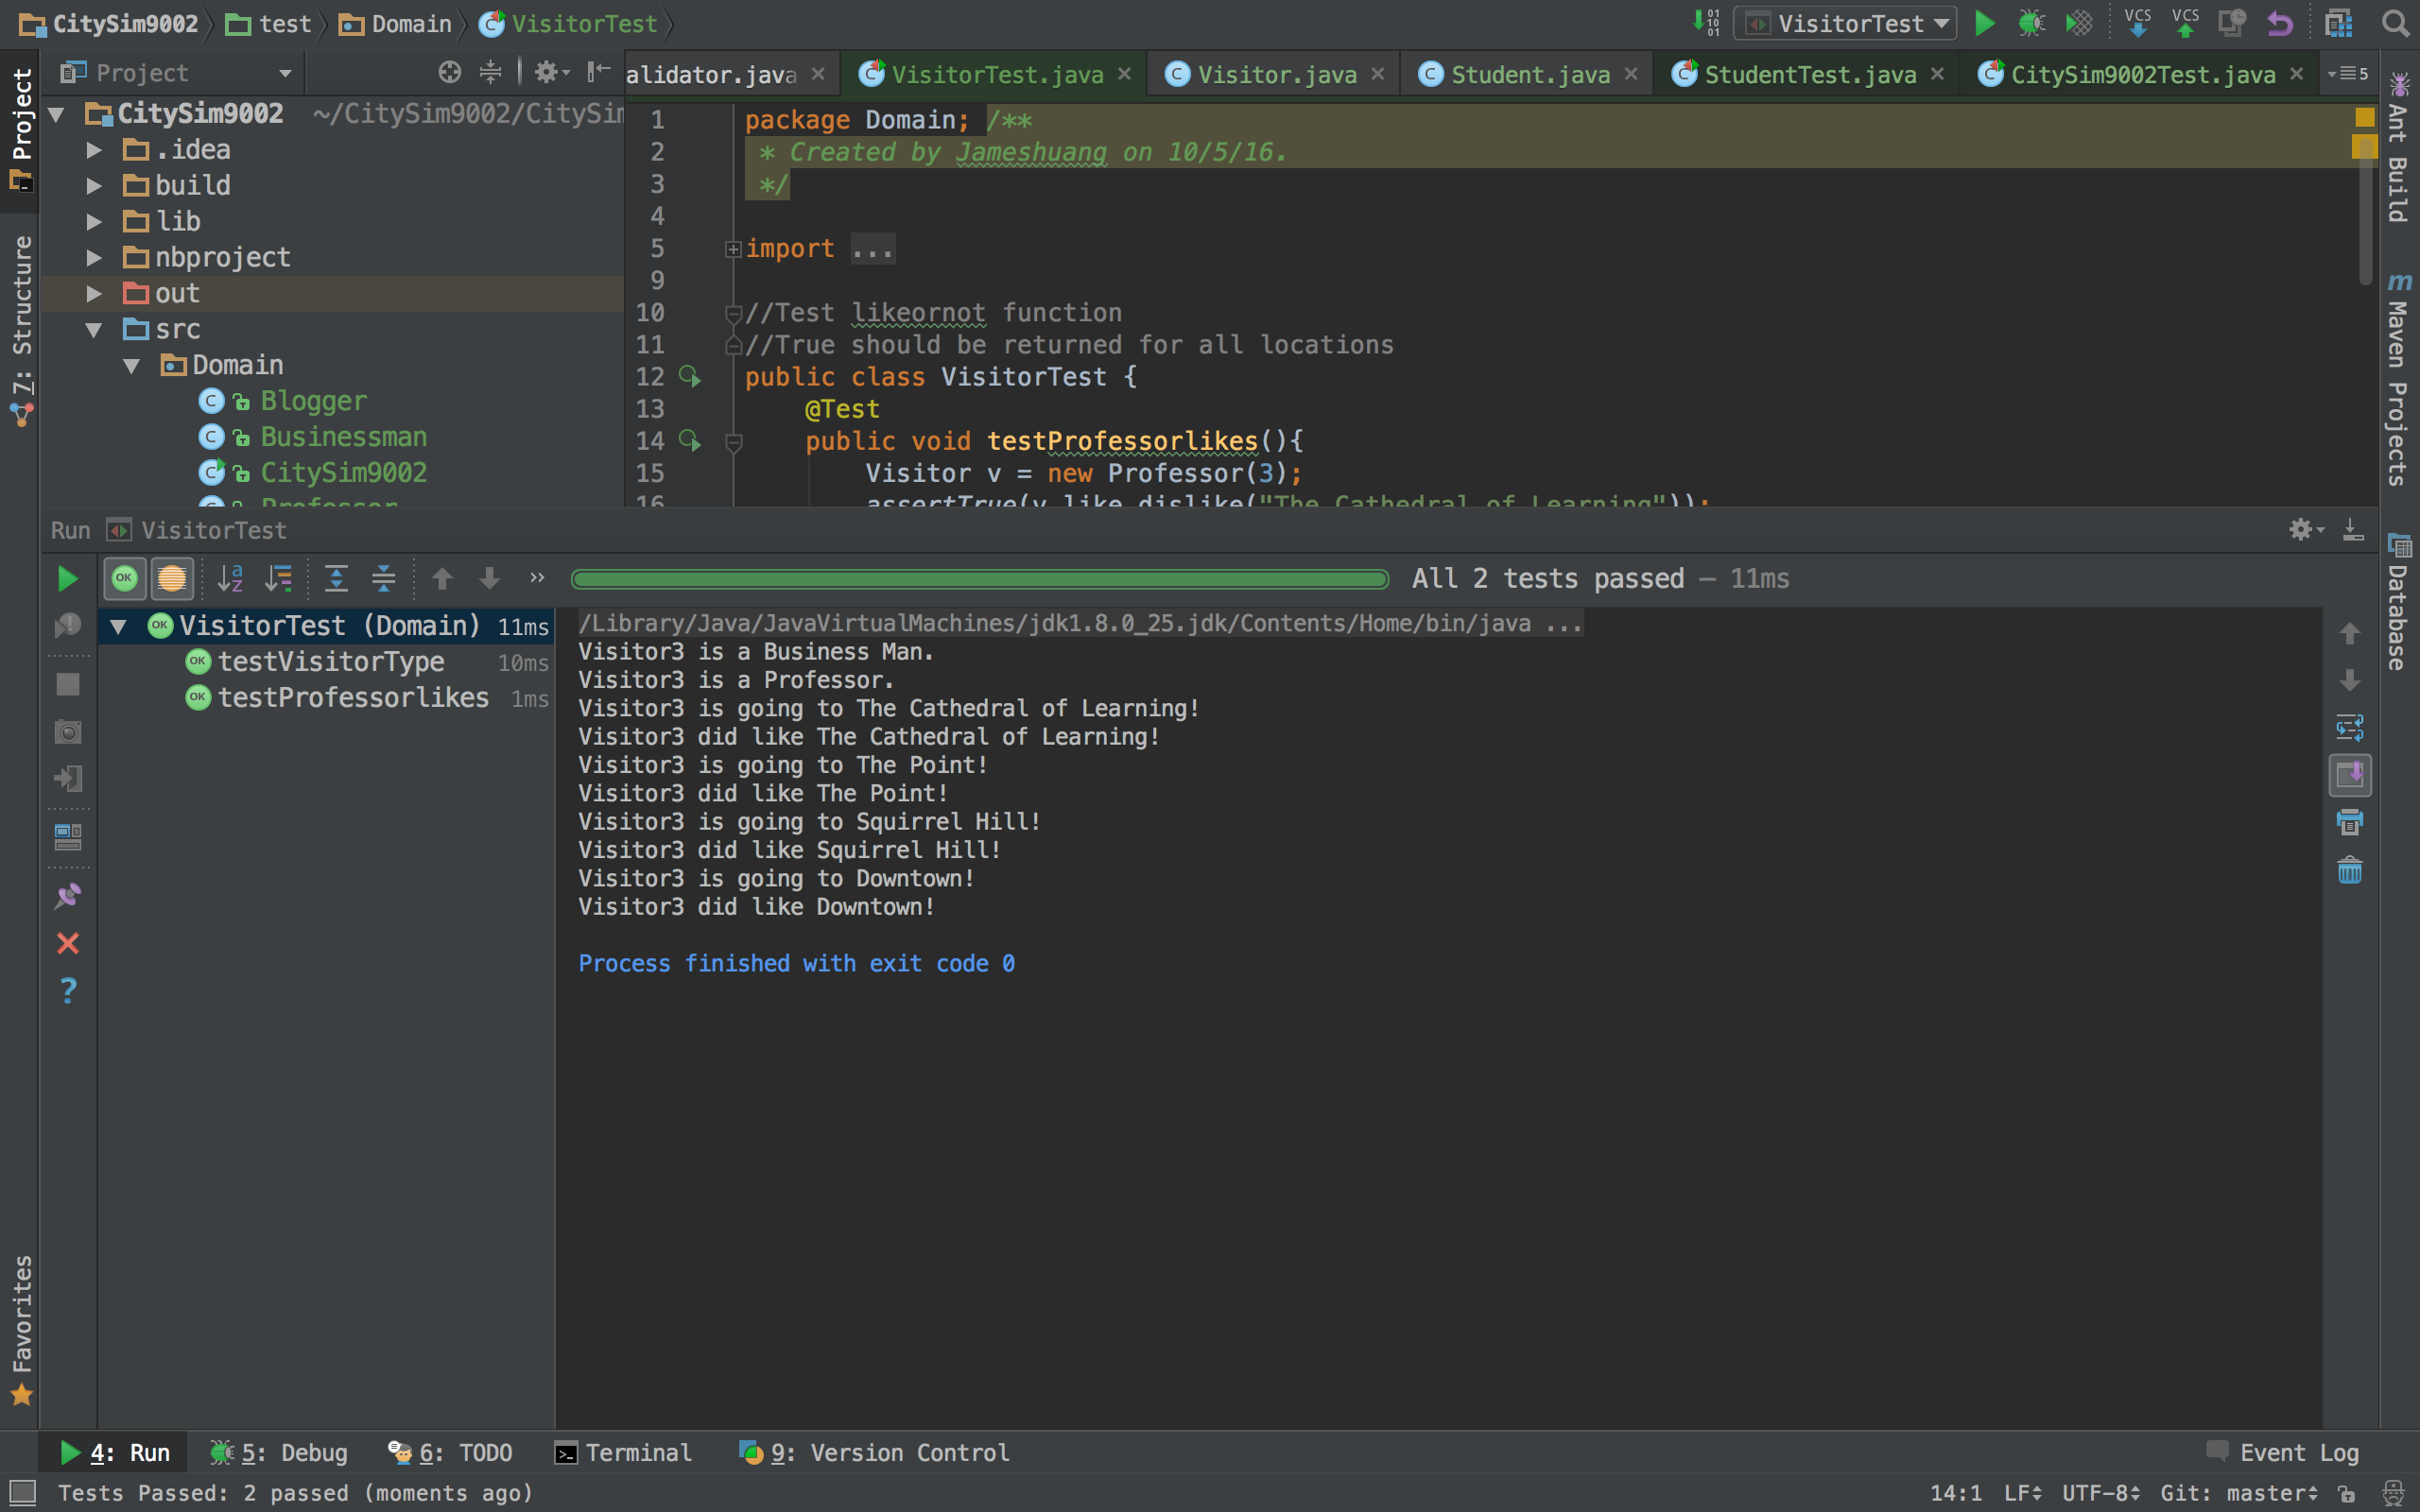 CitySim9002 test Domain VisitorTest
VisitorTest VCS VCS
Project
alidator.java VisitorTest.java Visitor.java Student.java StudentTest.java CitySim9002Test.java 5
CitySim9002 ~/CitySim9002/CitySim
.idea
build
lib
nbproject
out
src
Domain
Blogger
Businessman
CitySim9002
Professor
1 package Domain; /**
2 * Created by Jameshuang on 10/5/16.
3 */
4
5 import ...
9
10 //Test likeornot function
11 //True should be returned for all locations
12 public class VisitorTest {
13 @Test
14 public void testProfessorlikes(){
15 Visitor v = new Professor(3);
16 assertTrue(v.like_dislike("The Cathedral of Learning"));
Project
7: Structure
Favorites
Ant Build
Maven Projects
Database
Run VisitorTest
All 2 tests passed – 11ms
VisitorTest (Domain) 11ms
testVisitorType 10ms
testProfessorlikes 1ms
/Library/Java/JavaVirtualMachines/jdk1.8.0_25.jdk/Contents/Home/bin/java ...
Visitor3 is a Business Man.
Visitor3 is a Professor.
Visitor3 is going to The Cathedral of Learning!
Visitor3 did like The Cathedral of Learning!
Visitor3 is going to The Point!
Visitor3 did like The Point!
Visitor3 is going to Squirrel Hill!
Visitor3 did like Squirrel Hill!
Visitor3 is going to Downtown!
Visitor3 did like Downtown!
Process finished with exit code 0
4: Run 5: Debug 6: TODO Terminal 9: Version Control Event Log
Tests Passed: 2 passed (moments ago) 14:1 LF UTF-8 Git: master